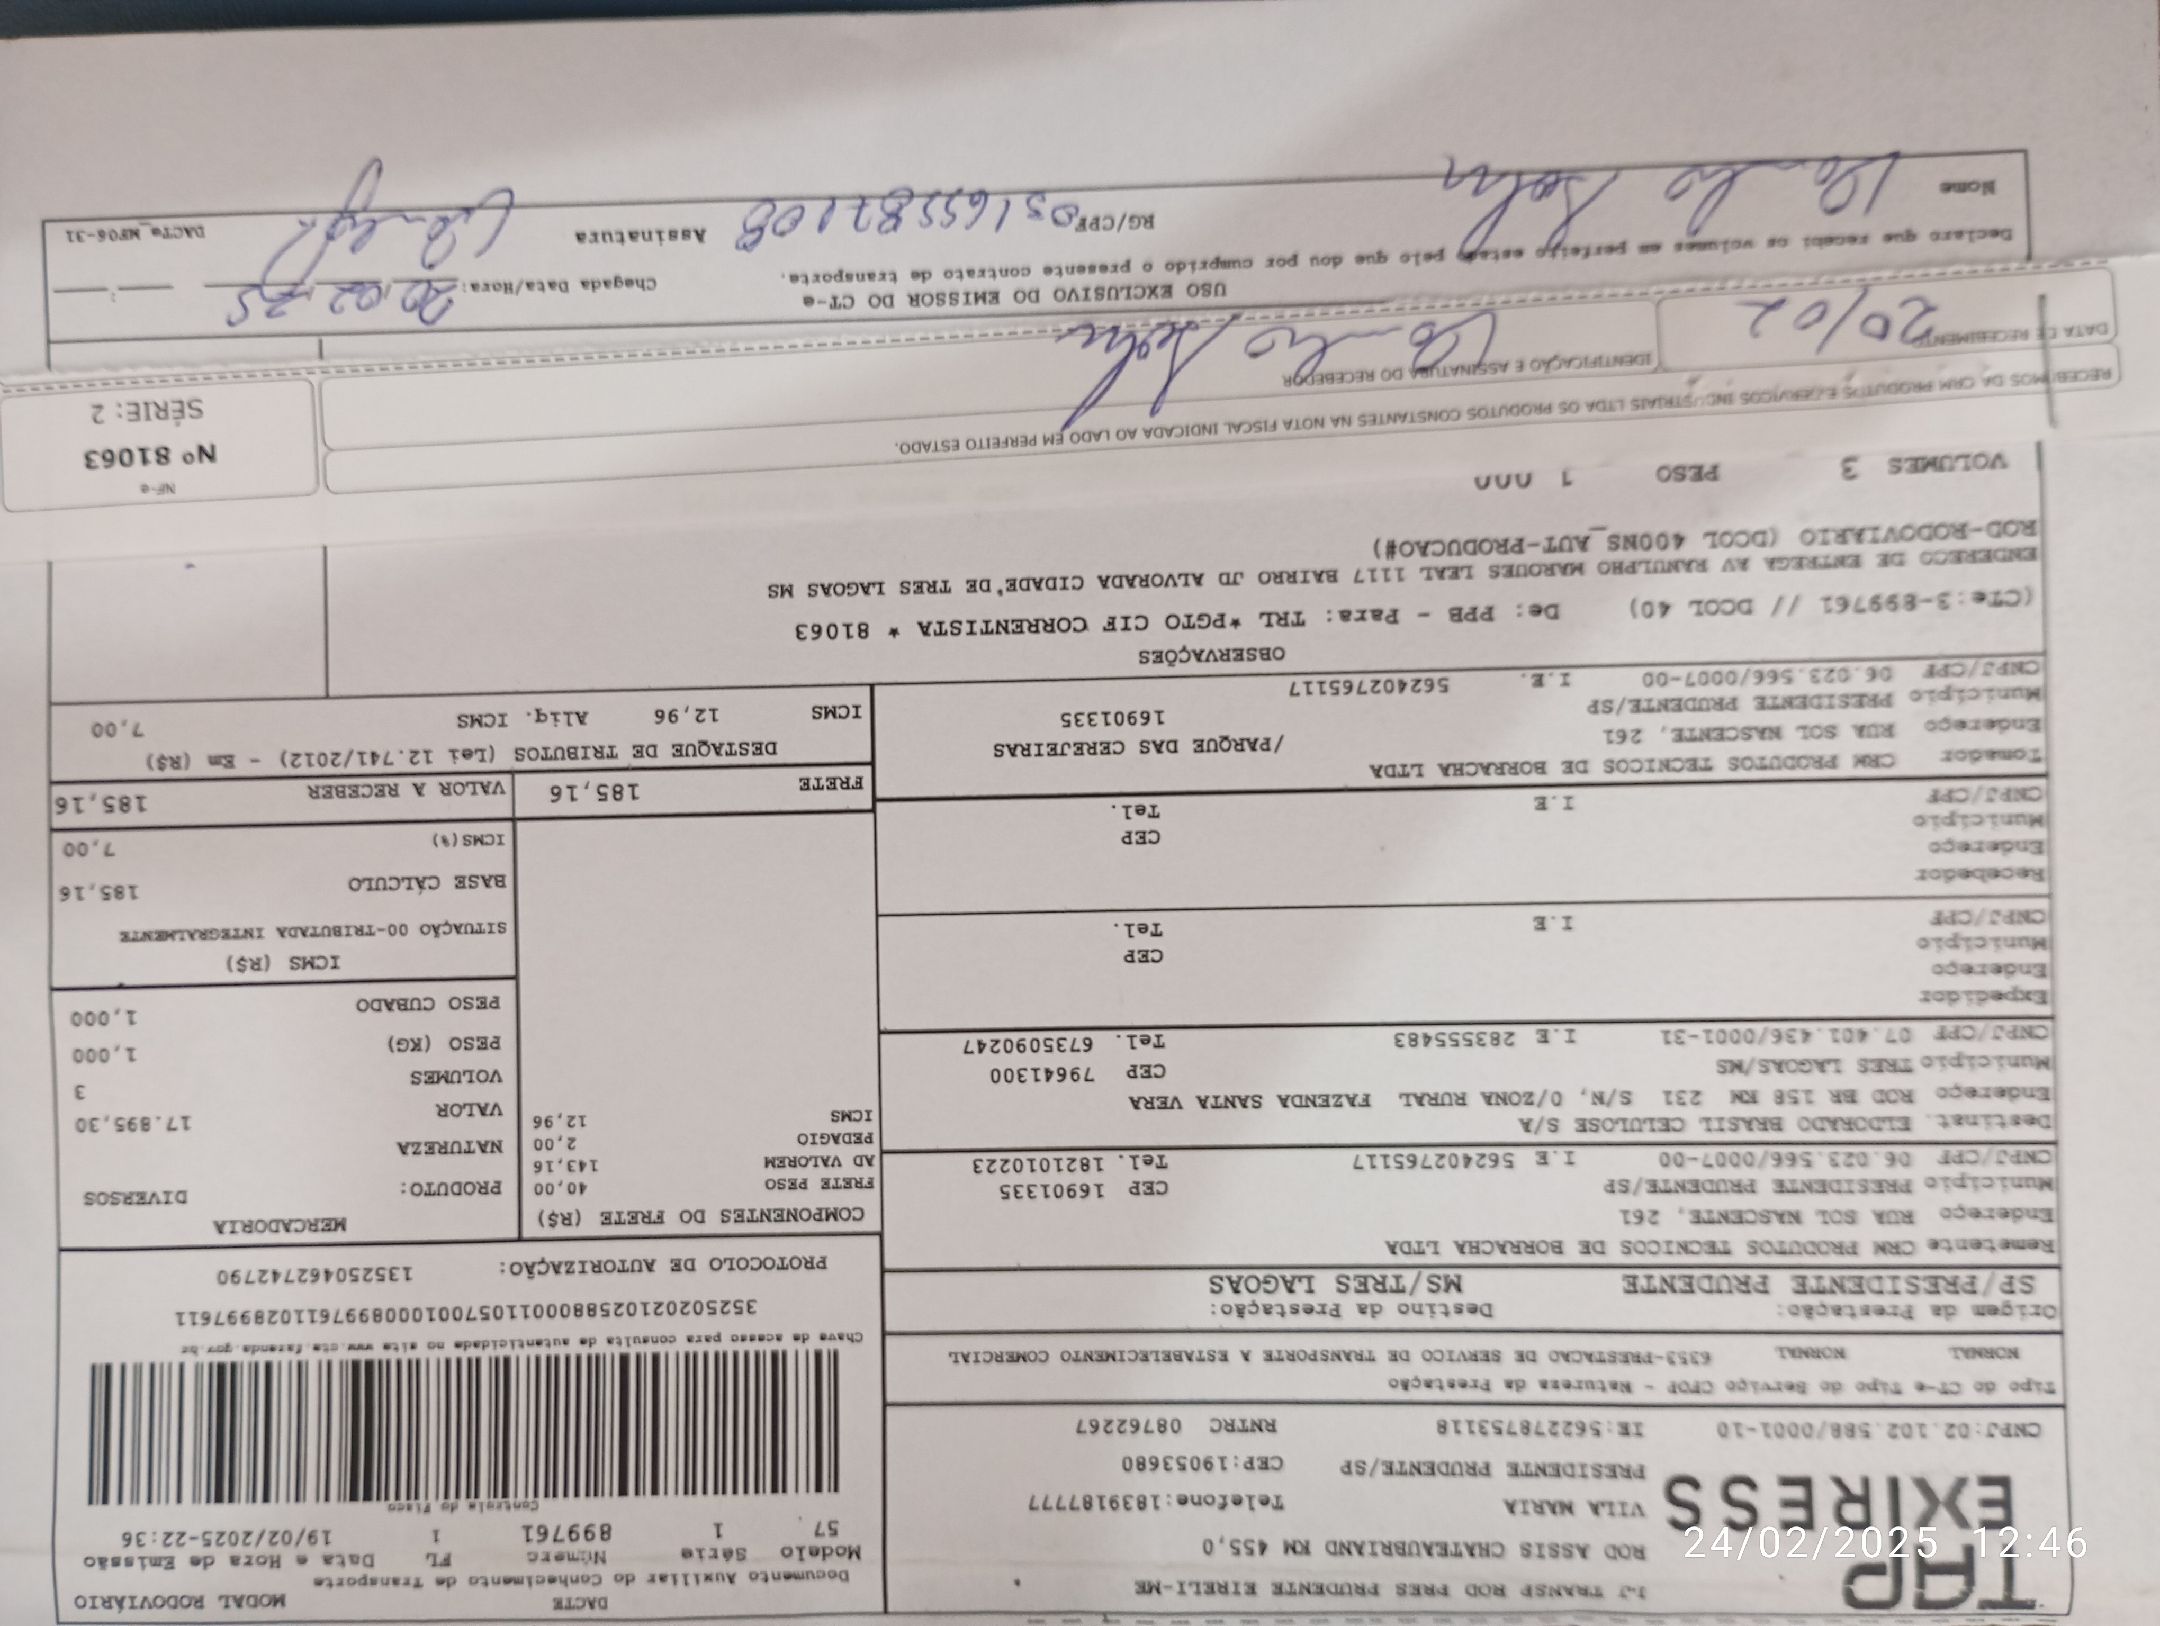 TAP EXIRESS
J-J TRANSP ROD PRES PRUDENTE EIRELI-ME
ROD ASSIS CHATEAUBRIAND KM 455,0
VILA MARIA Telefone:1839187777
PRESIDENTE PRUDENTE/SP CEP:19053680
CNPJ:02.102.588/0001-10 IE:562278753118 RNTRC 08762267
DACTE MODAL RODOVIÁRIO
Documento Auxiliar do Conhecimento de Transporte
Modelo Série Número FL Data e Hora de Emissão
57 1 899761 1 19/02/2025-22:36
Controle do Fisco
Chave de acesso para consulta de autenticidade no site www.cte.fazenda.gov.br
35250202102588000110570010008997611028997611
PROTOCOLO DE AUTORIZAÇÃO: 135250462742790
Tipo do CT-e Tipo do Serviço CFOP - Natureza da Prestação
NORMAL NORMAL 6353-PRESTACAO DE SERVICO DE TRANSPORTE A ESTABELECIMENTO COMERCIAL
Origem da Prestação: Destino da Prestação:
SP/PRESIDENTE PRUDENTE MS/TRES LAGOAS
Remetente CRM PRODUTOS TECNICOS DE BORRACHA LTDA
Endereço RUA SOL NASCENTE, 261
Município PRESIDENTE PRUDENTE/SP CEP 16901335
CNPJ/CPF 06.023.566/0007-00 I.E 562402765117 Tel. 1821010223
Destinat. ELDORADO BRASIL CELULOSE S/A
Endereço ROD BR 158 KM 231 S/N, 0/ZONA RURAL FAZENDA SANTA VERA
Município TRES LAGOAS/MS CEP 79641300
CNPJ/CPF 07.401.436/0001-31 I.E 283555483 Tel. 6735090247
Expedidor
Endereço
Município CEP
CNPJ/CPF I.E Tel.
Recebedor
Endereço
Município CEP
CNPJ/CPF I.E Tel.
Tomador CRM PRODUTOS TECNICOS DE BORRACHA LTDA
Endereço RUA SOL NASCENTE, 261 /PARQUE DAS CEREJEIRAS
Município PRESIDENTE PRUDENTE/SP 16901335
CNPJ/CPF 06.023.566/0007-00 I.E. 562402765117
COMPONENTES DO FRETE (R$)
FRETE PESO 40,00
AD VALOREM 143,16
PEDAGIO 2,00
ICMS 12,96
MERCADORIA
PRODUTO: DIVERSOS
NATUREZA
VALOR 17.895,30
VOLUMES 3
PESO (KG) 1,000
PESO CUBADO 1,000
ICMS (R$)
SITUAÇÃO 00-TRIBUTADA INTEGRALMENTE
BASE CÁLCULO 185,16
ICMS(%) 7,00
FRETE 185,16 VALOR A RECEBER 185,16
DESTAQUE DE TRIBUTOS (Lei 12.741/2012) - Em (R$)
ICMS 12,96 Aliq. ICMS 7,00
OBSERVAÇÕES
(CTe:3-899761 // DCOL 40) De: PPB - Para: TRL *PGTO CIF CORRENTISTA * 81063
ENDERECO DE ENTREGA AV RANULPHO MARQUES LEAL 1117 BAIRRO JD ALVORADA CIDADE DE TRES LAGOAS MS
ROD-RODOVIARIO (DCOL 400NS_AUT-PRODUCAO#)
VOLUMES 3 PESO 1
RECEBEMOS DA CRM PRODUTOS E SERVIÇOS INDUSTRIAIS LTDA OS PRODUTOS CONSTANTES NA NOTA FISCAL INDICADA AO LADO EM PERFEITO ESTADO.
DATA DE RECEBIMENTO 20/02
IDENTIFICAÇÃO E ASSINATURA DO RECEBEDOR
NF-e
Nº 81063
SÉRIE: 2
USO EXCLUSIVO DO EMISSOR DO CT-e
Declaro que recebi os volumes em perfeito estado pelo que dou por cumprido o presente contrato de transporte.
Chegada Data/Hora: 20/02/25 :
Nome
RG/CPF 03165587108 Assinatura
DACTe_MF06-31
24/02/2025 12:46